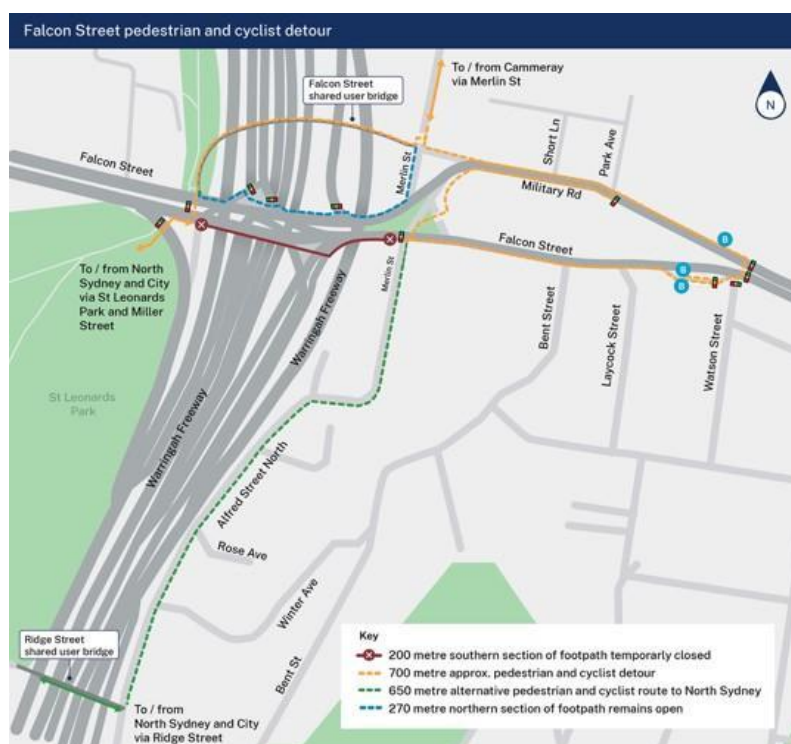 Falcon Street pedestrian and cyclist detour
To / from Cammeray
via Merlin St
Falcon Street
shared user bridge
N
Short Ln
Park Ave
Falcon Street
Merlin St
Military Rd
B
Falcon Street
B
B
To / from North
Sydney and City
via St Leonards
Park and Miller
Street
Merlin St
Warringah Freeway
Bent Street
Laycock Street
Watson Street
St Leonards
Park
Warringah Freeway
Alfred Street North
Rose Ave
Winter Ave
Bent St
Ridge Street
shared user bridge
To / from
North Sydney and City
via Ridge Street
Key
200 metre southern section of footpath temporarly closed
700 metre approx. pedestrian and cyclist detour
650 metre alternative pedestrian and cyclist route to North Sydney
270 metre northern section of footpath remains open